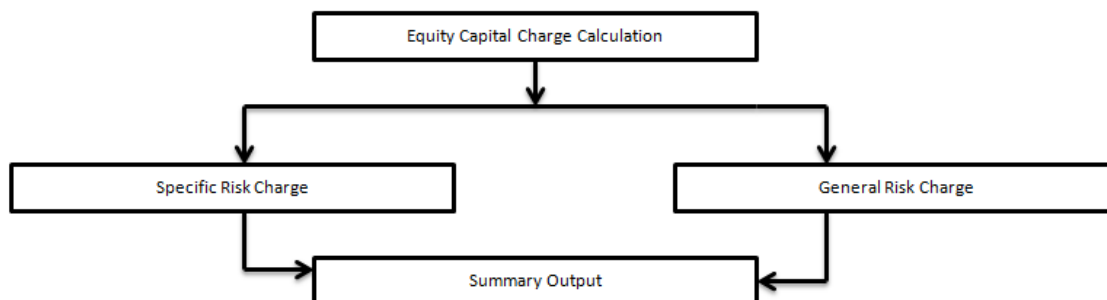 Equity Capital Charge Calculation
Specific Risk Charge
General Risk Charge
Summary Output